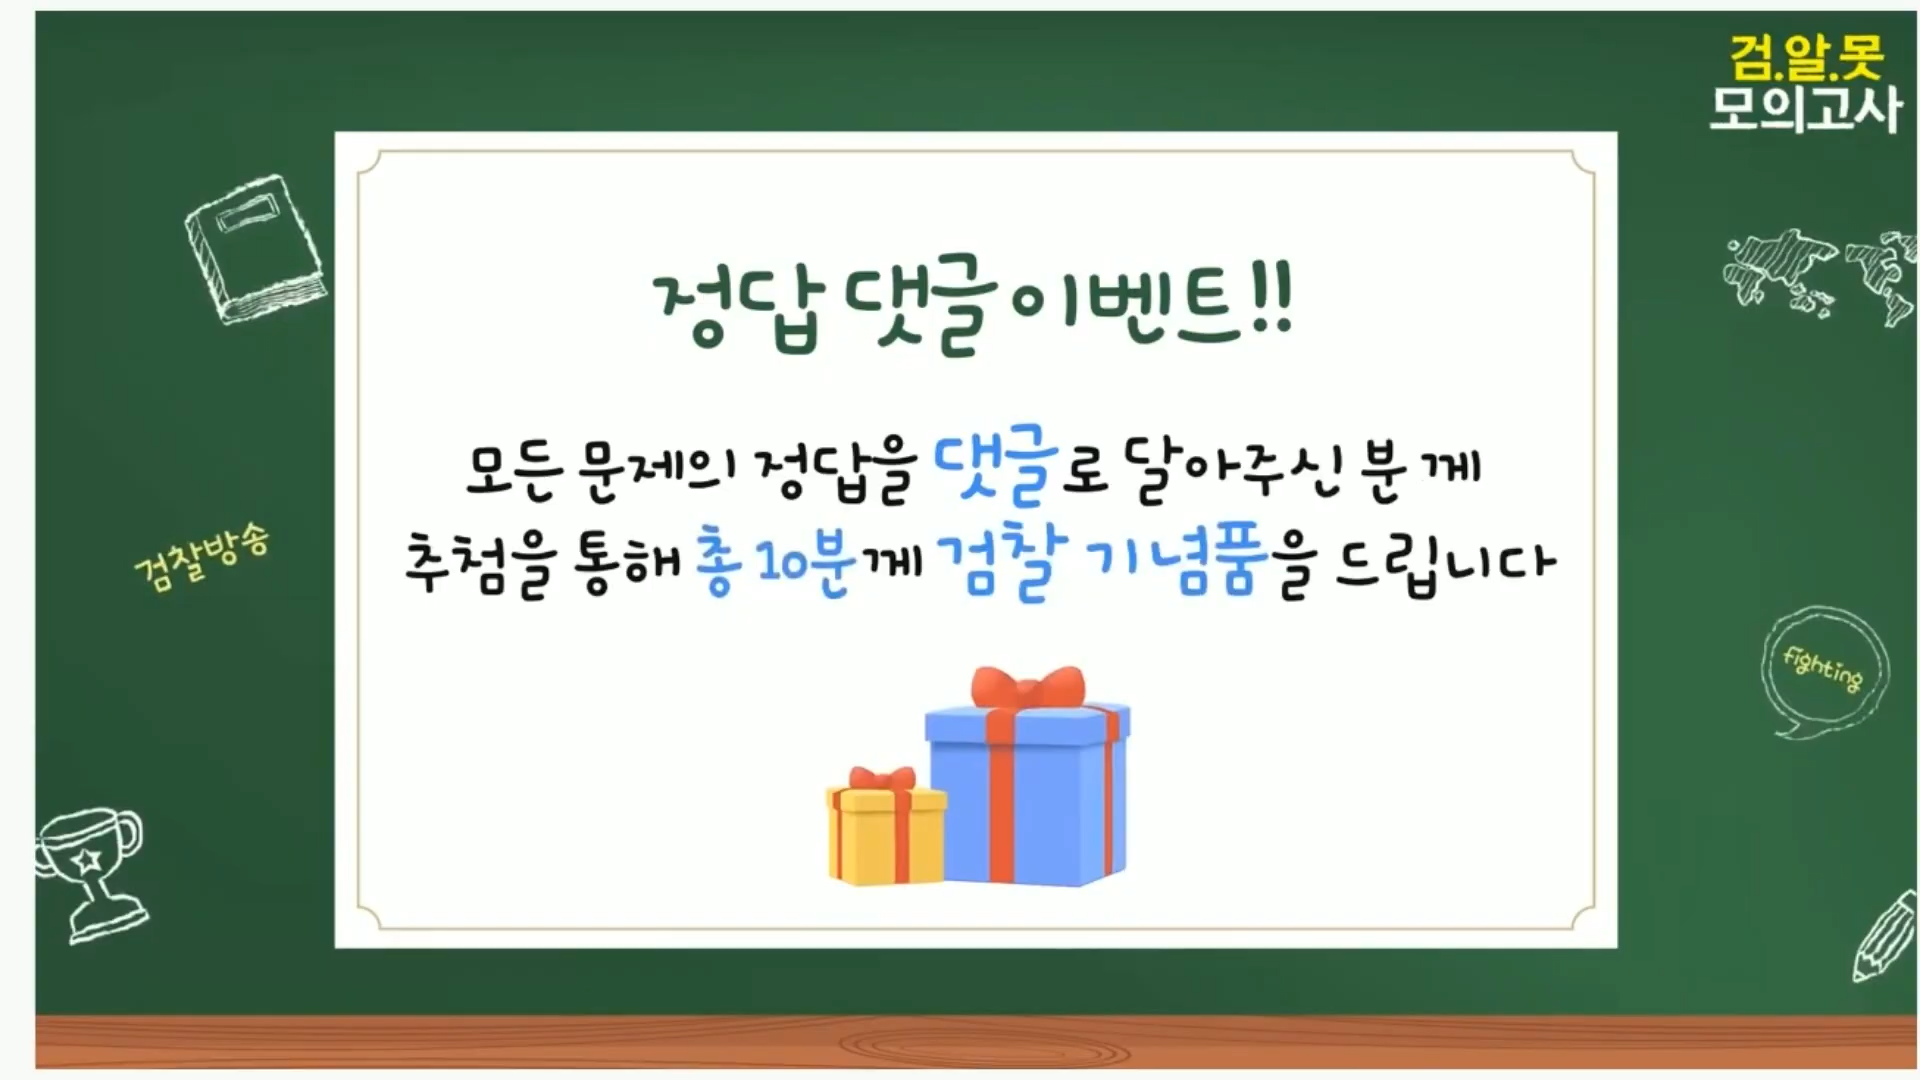 검.알.못
모의고사
정답 댓글 이벤트!!
모든 문제의 정답을 댓글로 달아주신 분께
추첨을 통해 총 10분께 검찰 기념품을 드립니다
검찰방송
fighting